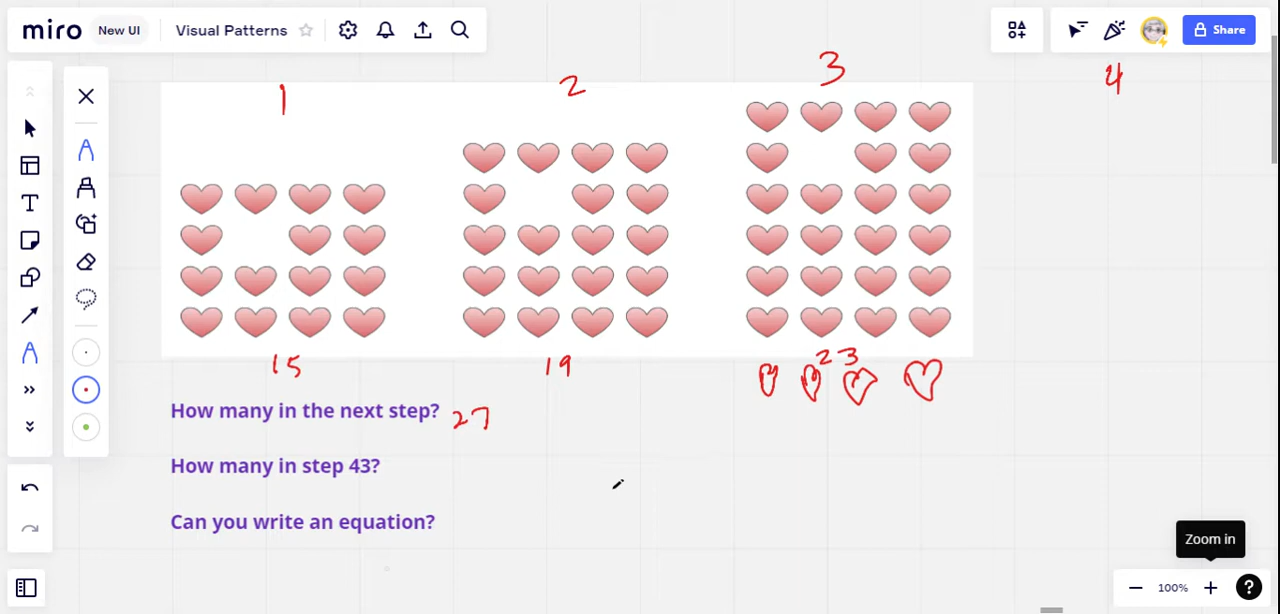 miro New UI Visual Patterns Share
1 2 3 4
15 19 23
How many in the next step? 27
How many in step 43?
Can you write an equation?
Zoom in
100%